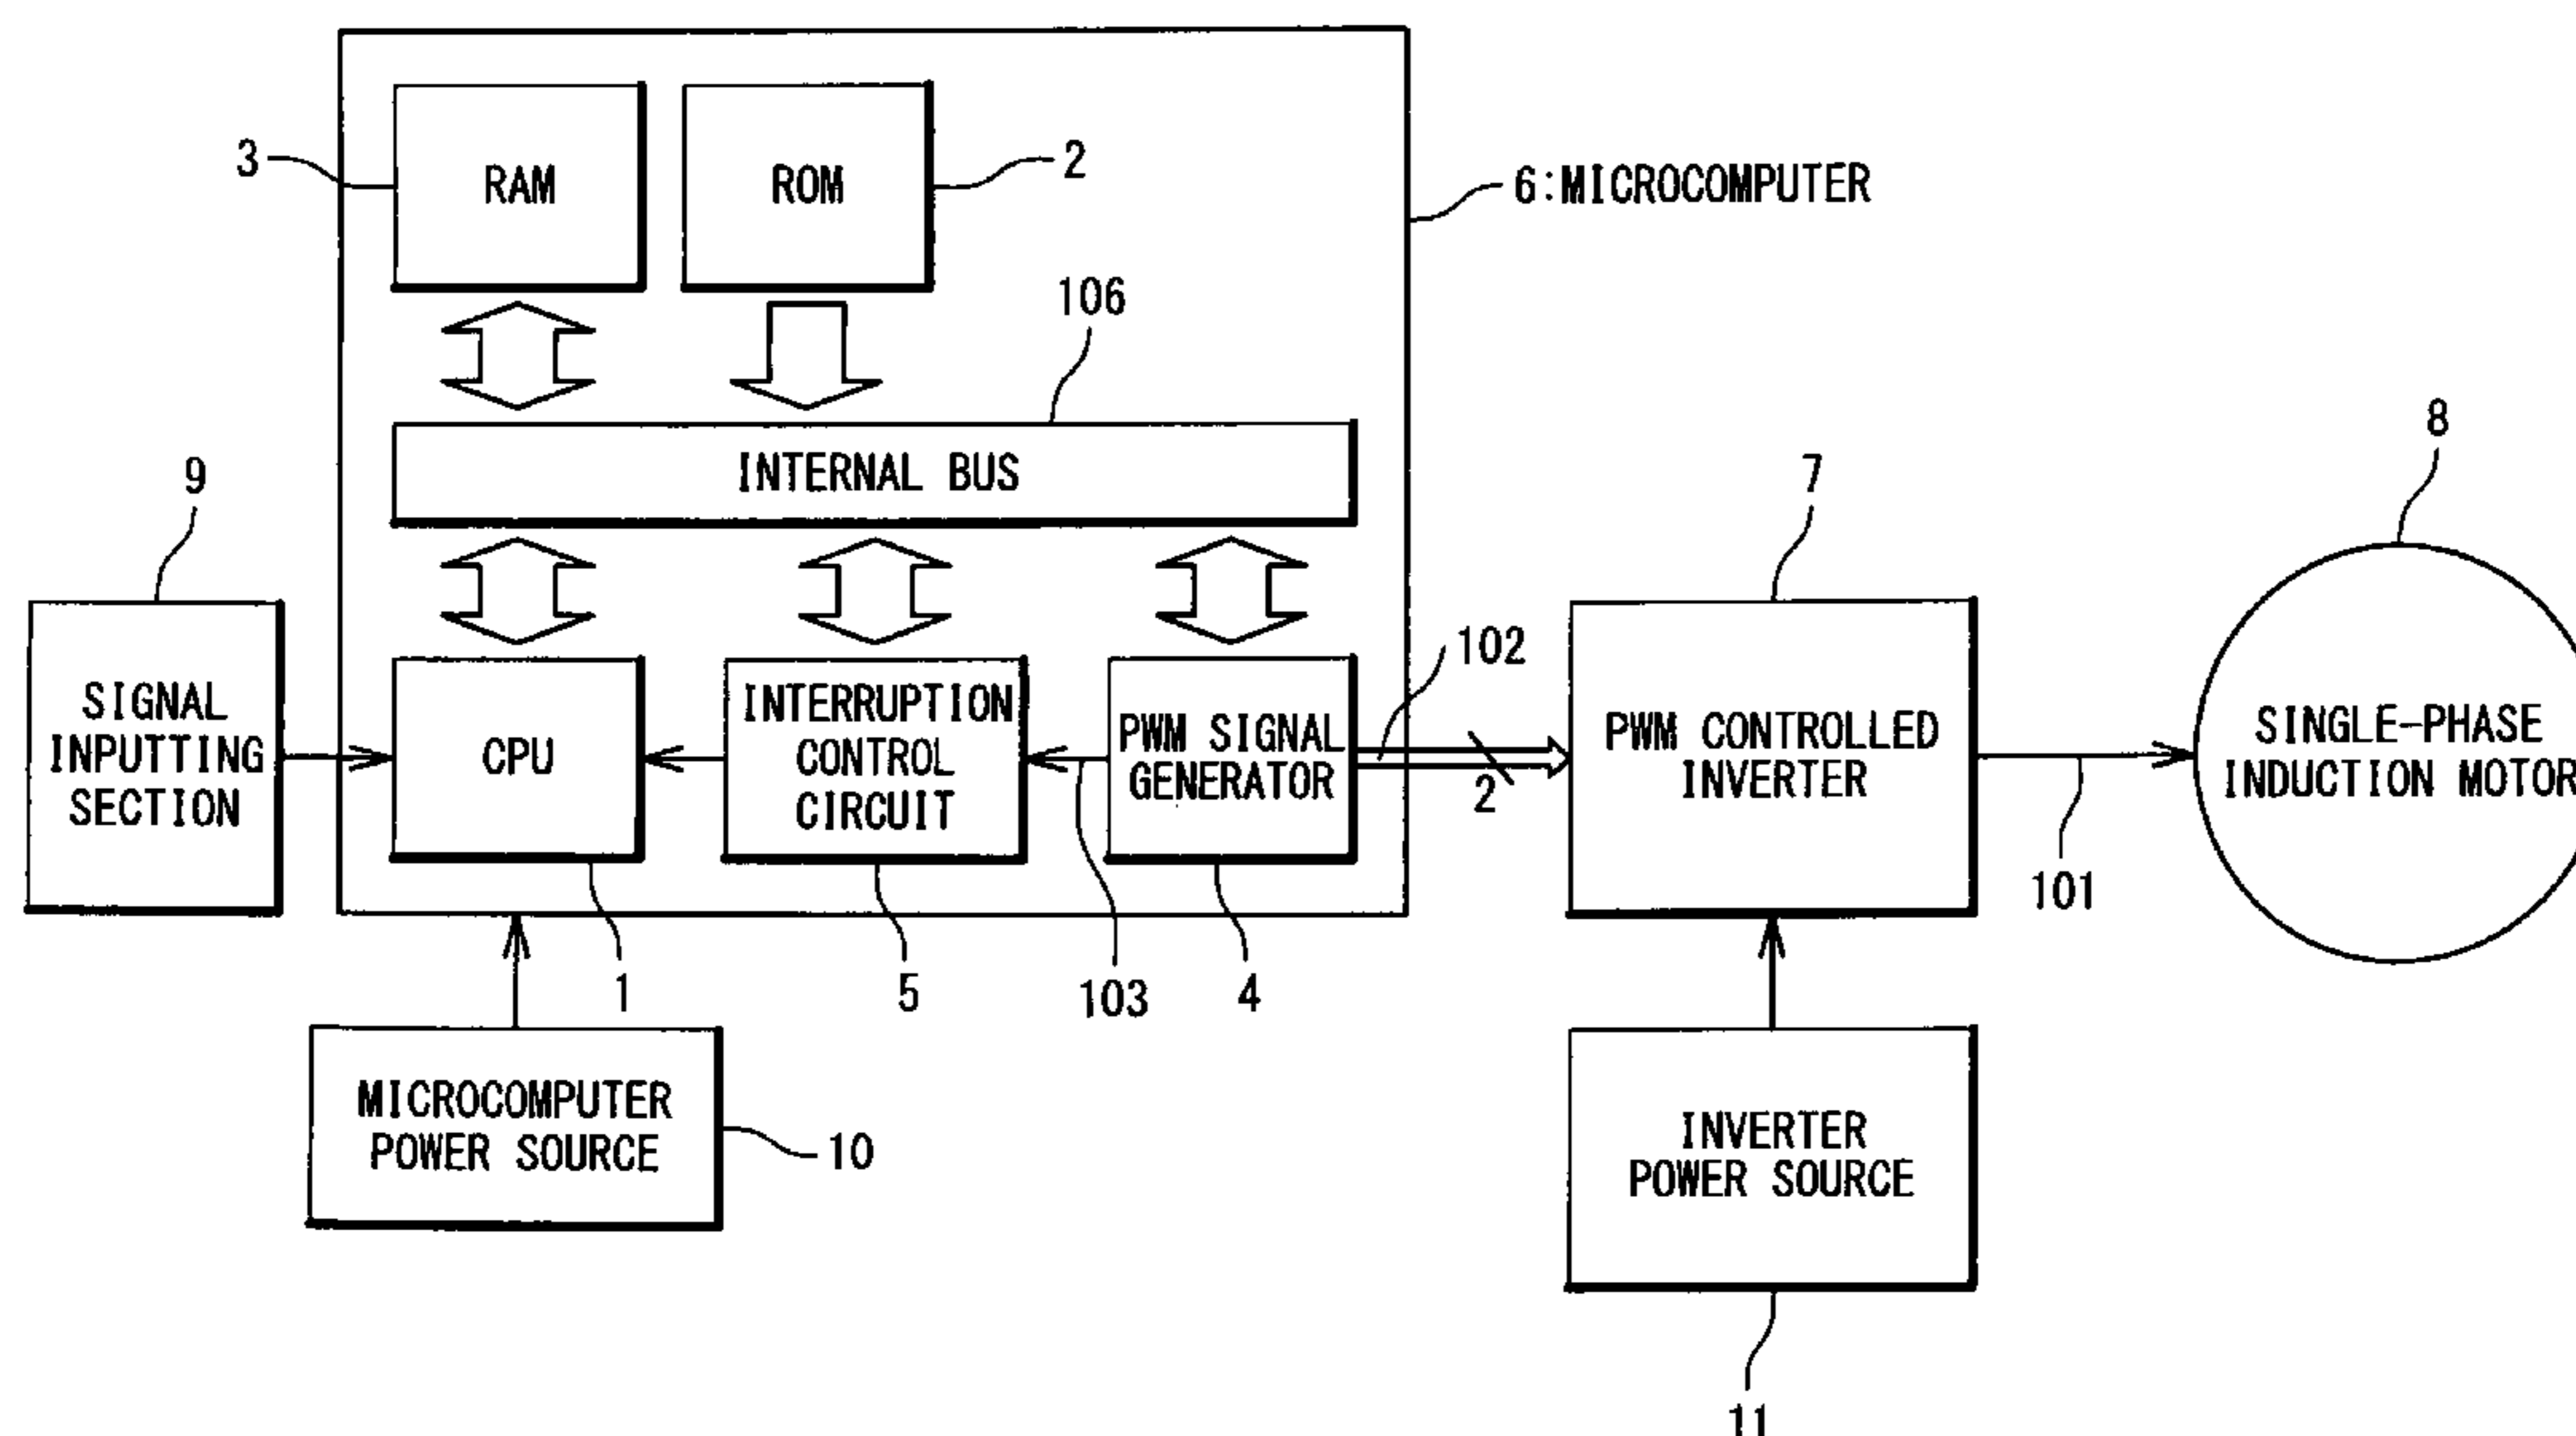 3
RAM
ROM
2
6:MICROCOMPUTER
106
INTERNAL BUS
9
SIGNAL
INPUTTING
SECTION
CPU
INTERRUPTION
CONTROL
CIRCUIT
PWM SIGNAL
GENERATOR
102
2
7
PWM CONTROLLED
INVERTER
8
SINGLE-PHASE
INDUCTION MOTOR
101
1
5
103
4
MICROCOMPUTER
POWER SOURCE
10
INVERTER
POWER SOURCE
11